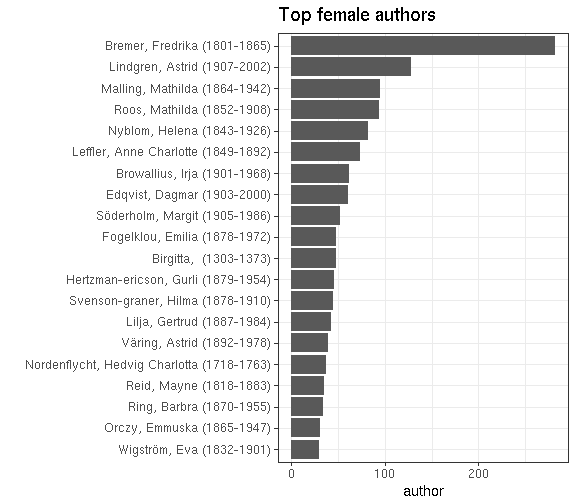 Top female authors
Bremer, Fredrika (1801-1865)
Lindgren, Astrid (1907-2002)
Malling, Mathilda (1864-1942)
Roos, Mathilda (1852-1908)
Nyblom, Helena (1843-1926)
Leffler, Anne Charlotte (1849-1892)
Browallius, Irja (1901-1968)
Edqvist, Dagmar (1903-2000)
Söderholm, Margit (1905-1986)
Fogelklou, Emilia (1878-1972)
Birgitta,  (1303-1373)
Hertzman-ericson, Gurli (1879-1954)
Svenson-graner, Hilma (1878-1910)
Lilja, Gertrud (1887-1984)
Väring, Astrid (1892-1978)
Nordenflycht, Hedvig Charlotta (1718-1763)
Reid, Mayne (1818-1883)
Ring, Barbra (1870-1955)
Orczy, Emmuska (1865-1947)
Wigström, Eva (1832-1901)
0 100 200
author